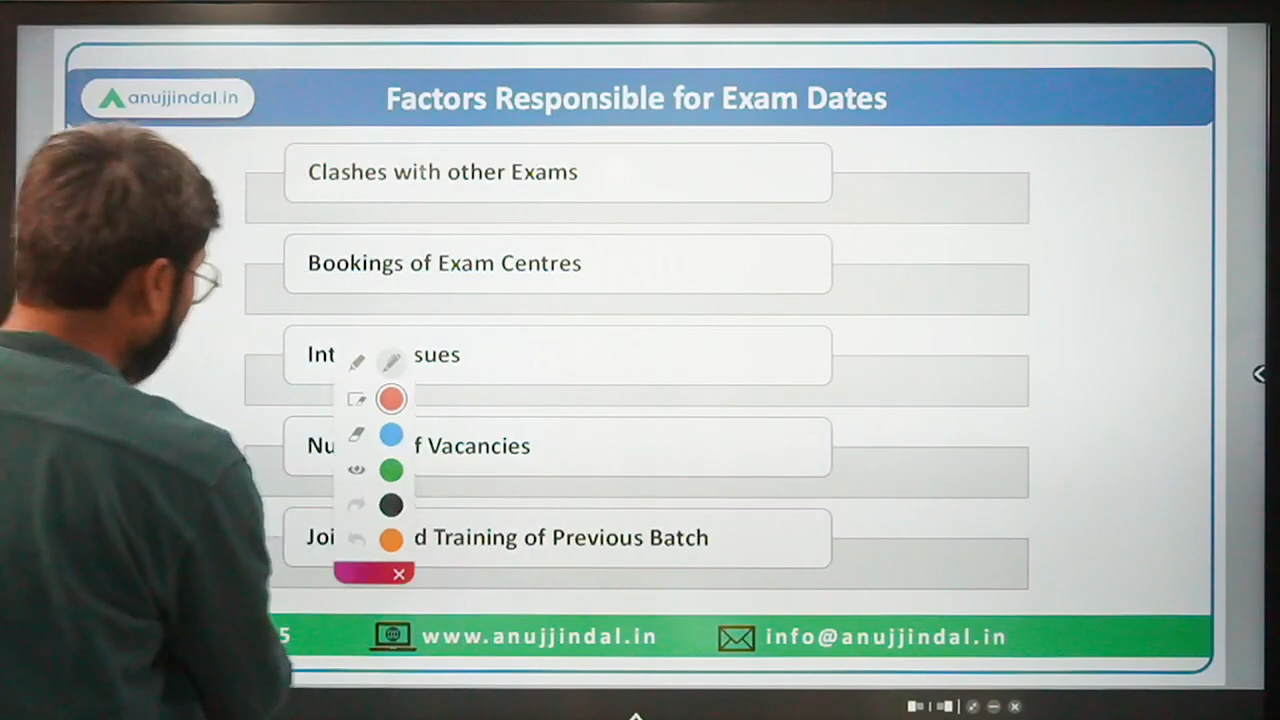 anujjindal.in
Factors Responsible for Exam Dates
Clashes with other Exams
Bookings of Exam Centres
Int sues
Nu f Vacancies
Joi d Training of Previous Batch
5 www.anujjindal.in info@anujjindal.in